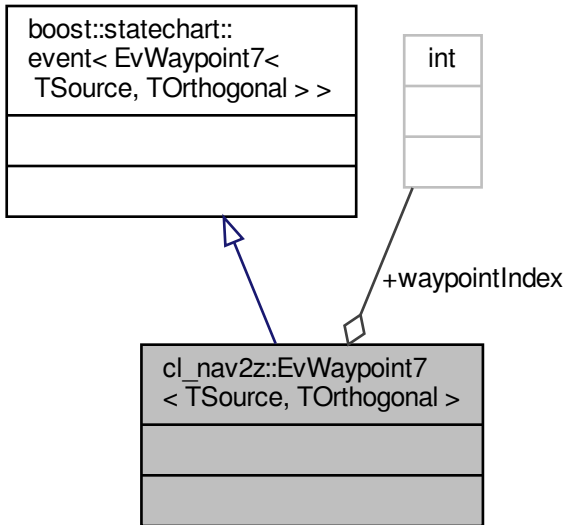 boost::statechart::
event< EvWaypoint7<
 TSource, TOrthogonal > >
int
+waypointIndex
cl_nav2z::EvWaypoint7
< TSource, TOrthogonal >